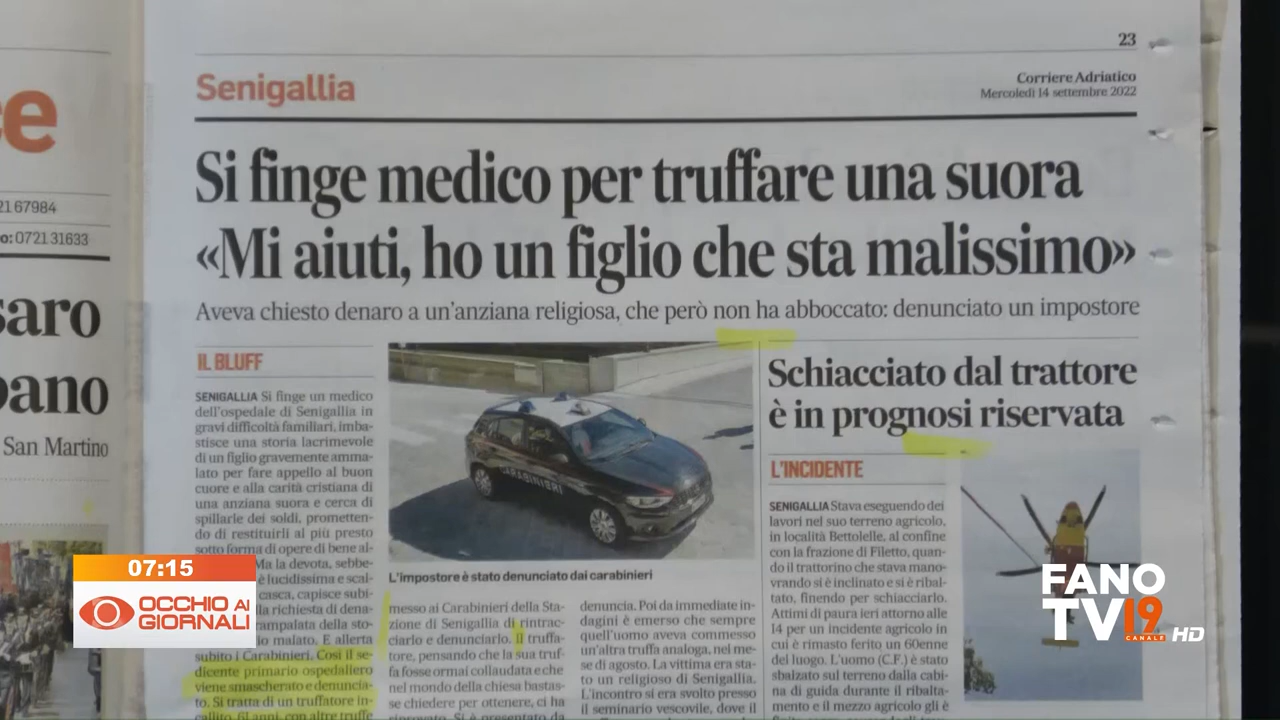 23
Senigallia
Corriere Adriatico
Mercoledì 14 settembre 2022
Si finge medico per truffare una suora
«Mi aiuti, ho un figlio che sta malissimo»
Aveva chiesto denaro a un'anziana religiosa, che però non ha abboccato: denunciato un impostore
IL BLUFF
SENIGALLIA Si finge un medico
dell'ospedale di Senigallia in
gravi difficoltà familiari, imba-
stisce una storia lacrimevole
di un figlio gravemente amma-
lato per fare appello al buon
cuore e alla carità cristiana di
una anziana suora e cerca di
spillarle dei soldi, prometten-
do di restituirli al più presto
sotto forma di opere di bene al-
Ma la devota, sebbe-
è lucidissima e scal-
casca, capisce subi-
la richiesta di dena-
rampalata della sto-
lio malato. E allerta
subito i Carabinieri. Così il se-
dicente primario ospedaliero
viene smascherato e denuncia-
to. Si tratta di un truffatore in-
callito, 61 anni, con altre truffe
L'impostore è stato denunciato dai carabinieri
CARABINIERI
messo ai Carabinieri della Sta-
zione di Senigallia di rintrac-
ciarlo e denunciarlo. Il truffa-
tore, pensando che la sua truf-
fa fosse ormai collaudata e che
nel mondo della chiesa bastas-
se chiedere per ottenere, ci ha
riprovato. Si è presentato da
denuncia. Poi da immediate in-
dagini è emerso che sempre
quell'uomo aveva commesso
un'altra truffa analoga, nel me-
se di agosto. La vittima era sta-
to un religioso di Senigallia.
L'incontro si era svolto presso
il seminario vescovile, dove il
Schiacciato dal trattore
è in prognosi riservata
L'INCIDENTE
SENIGALLIA Stava eseguendo dei
lavori nel suo terreno agricolo,
in località Bettolelle, al confine
con la frazione di Filetto, quan-
do il trattorino che stava mano-
vrando si è inclinato e si è ribal-
tato, finendo per schiacciarlo.
Attimi di paura ieri attorno alle
14 per un incidente agricolo in
cui è rimasto ferito un 60enne
del luogo. L'uomo (C.F.) è stato
sbalzato sul terreno dalla cabi-
na di guida durante il ribalta-
mento e il mezzo agricolo gli è
ce
21 67984
o: 0721 31633
saro
pano
San Martino
07:15
OCCHIO AI
GIORNALI
FANO
TV19
CANALE
HD